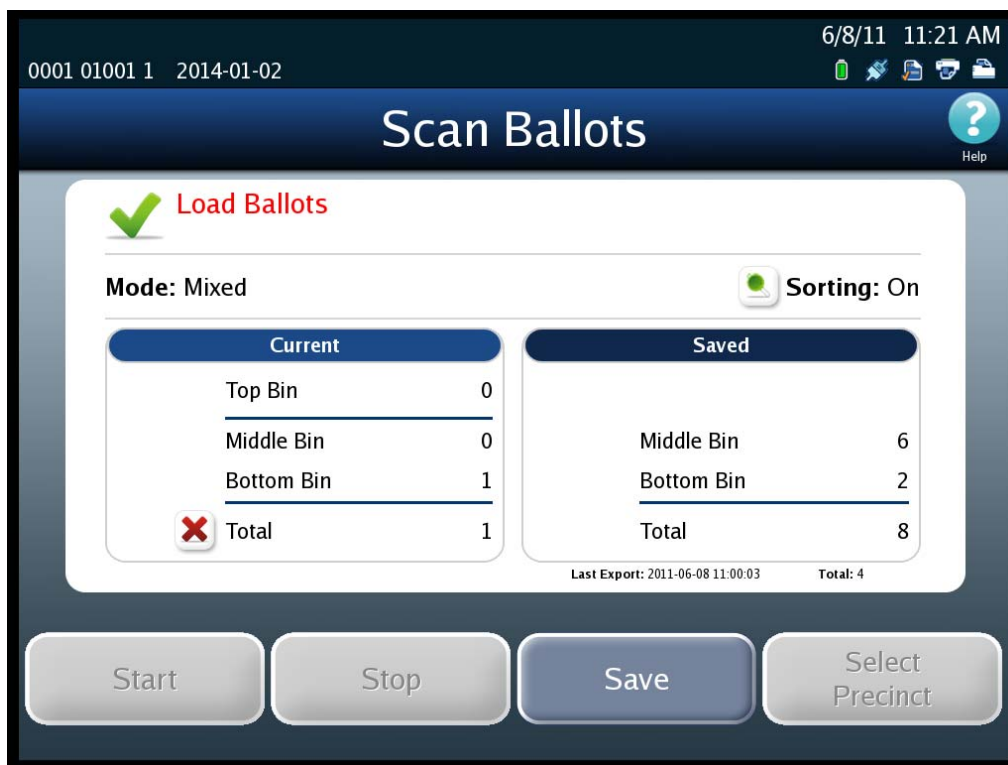 6/8/11 11:21 AM
0001 01001 1 2014-01-02
Scan Ballots
?
Help
Load Ballots
Mode: Mixed
Sorting: On
Current
Top Bin 0
Middle Bin 0
Bottom Bin 1
Total 1
Saved
Middle Bin 6
Bottom Bin 2
Total 8
Last Export: 2011-06-08 11:00:03 Total: 4
Start
Stop
Save
Select
Precinct